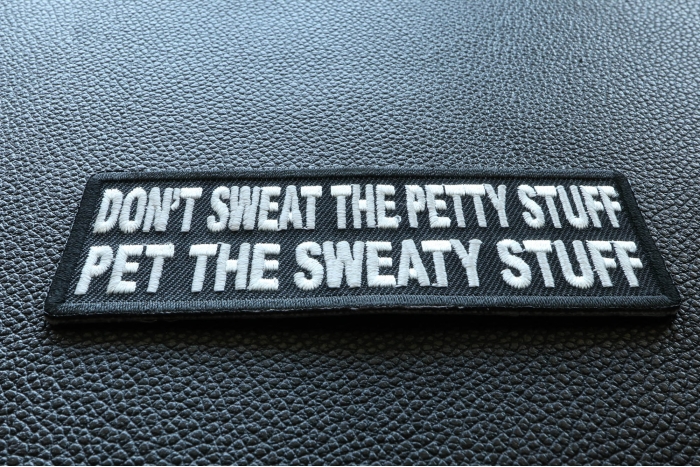 DON'T SWEAT THE PETTY STUFF
PET THE SWEATY STUFF